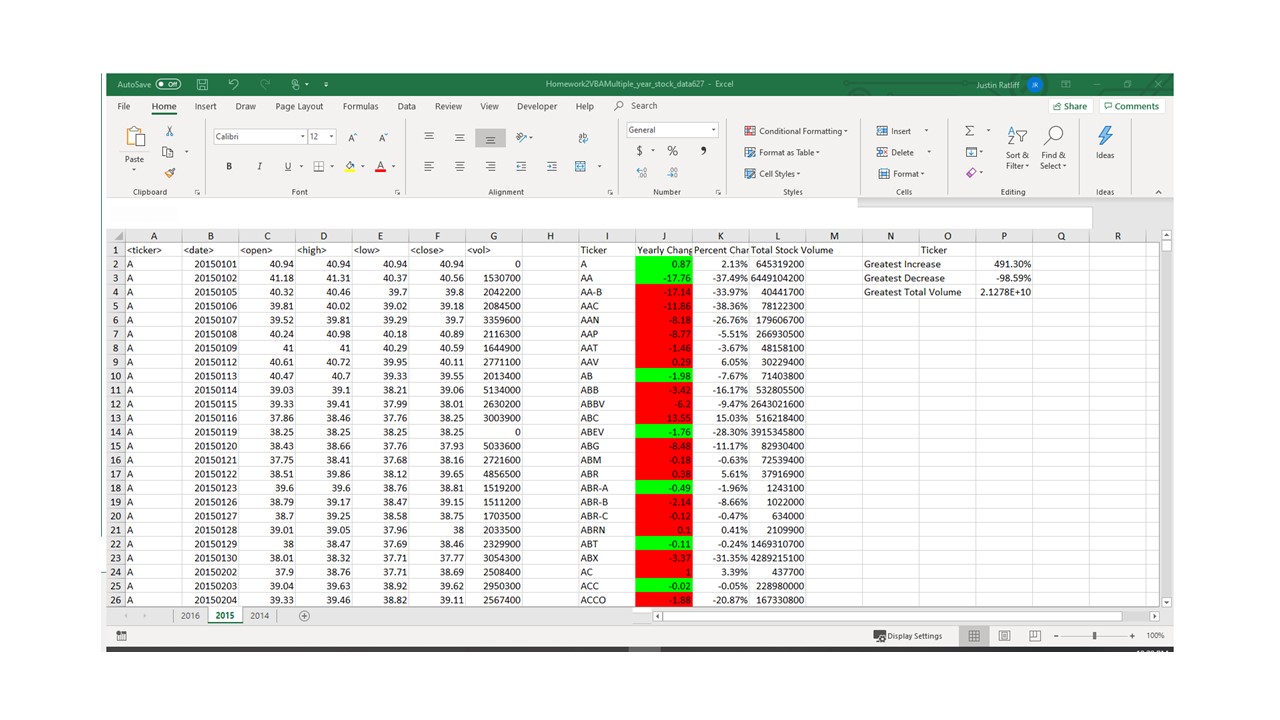 AutoSave Off Homework2VBAMultiple_year_stock_data627 - Excel Justin Ratliff JR
File Home Insert Draw Page Layout Formulas Data Review View Developer Help Search Share Comments
Calibri 12 General Conditional Formatting Insert
Paste B I U $ % Format as Table Delete Sort & Filter Find & Select Ideas
Cell Styles Format
Clipboard Font Alignment Number Styles Cells Editing Ideas
A B C D E F G H I J K L M N O P Q R
1 <ticker> <date> <open> <high> <low> <close> <vol> Ticker Yearly Chang Percent Char Total Stock Volume Ticker
2 A 20150101 40.94 40.94 40.94 40.94 0 A 0.87 2.13% 645319200 Greatest Increase 491.30%
3 A 20150102 41.18 41.31 40.37 40.56 1530700 AA -17.76 -37.49% 6449104200 Greatest Decrease -98.59%
4 A 20150105 40.32 40.46 39.7 39.8 2042200 AA-B -17.14 -33.97% 40441700 Greatest Total Volume 2.1278E+10
5 A 20150106 39.81 40.02 39.02 39.18 2084500 AAC -11.86 -38.36% 78122300
6 A 20150107 39.52 39.81 39.29 39.7 3359600 AAN -8.18 -26.76% 179606700
7 A 20150108 40.24 40.98 40.18 40.89 2116300 AAP -8.77 -5.51% 266930500
8 A 20150109 41 41 40.29 40.59 1644900 AAT -1.46 -3.67% 48158100
9 A 20150112 40.61 40.72 39.95 40.11 2771100 AAV 0.29 6.05% 30229400
10 A 20150113 40.47 40.7 39.33 39.55 2013400 AB -1.98 -7.67% 71403800
11 A 20150114 39.03 39.1 38.21 39.06 5134000 ABB -3.42 -16.17% 532805500
12 A 20150115 39.33 39.41 37.99 38.01 2630200 ABBV -6.2 -9.47% 2643021600
13 A 20150116 37.86 38.46 37.76 38.25 3003900 ABC 13.55 15.03% 516218400
14 A 20150119 38.25 38.25 38.25 38.25 0 ABEV -1.76 -28.30% 3915345800
15 A 20150120 38.43 38.66 37.76 37.93 5033600 ABG -8.48 -11.17% 82930400
16 A 20150121 37.75 38.41 37.68 38.16 2721600 ABM -0.18 -0.63% 72539400
17 A 20150122 38.51 39.86 38.12 39.65 4856500 ABR 0.38 5.61% 37916900
18 A 20150123 39.6 39.6 38.76 38.81 1519200 ABR-A -0.49 -1.96% 1243100
19 A 20150126 38.79 39.17 38.47 39.15 1511200 ABR-B -2.14 -8.66% 1022000
20 A 20150127 38.7 39.25 38.58 38.75 1703500 ABR-C -0.12 -0.47% 634000
21 A 20150128 39.01 39.05 37.96 38 2033500 ABRN 0.1 0.41% 2109900
22 A 20150129 38 38.47 37.69 38.46 2329900 ABT -0.11 -0.24% 1469310700
23 A 20150130 38.01 38.32 37.71 37.77 3054300 ABX -3.37 -31.35% 4289215100
24 A 20150202 37.9 38.76 37.71 38.69 2508400 AC 1 3.39% 437700
25 A 20150203 39.04 39.63 38.92 39.62 2950300 ACC -0.02 -0.05% 228980000
26 A 20150204 39.33 39.46 38.82 39.11 2567400 ACCO -1.88 -20.87% 167330800
2016 2015 2014
Display Settings 100%